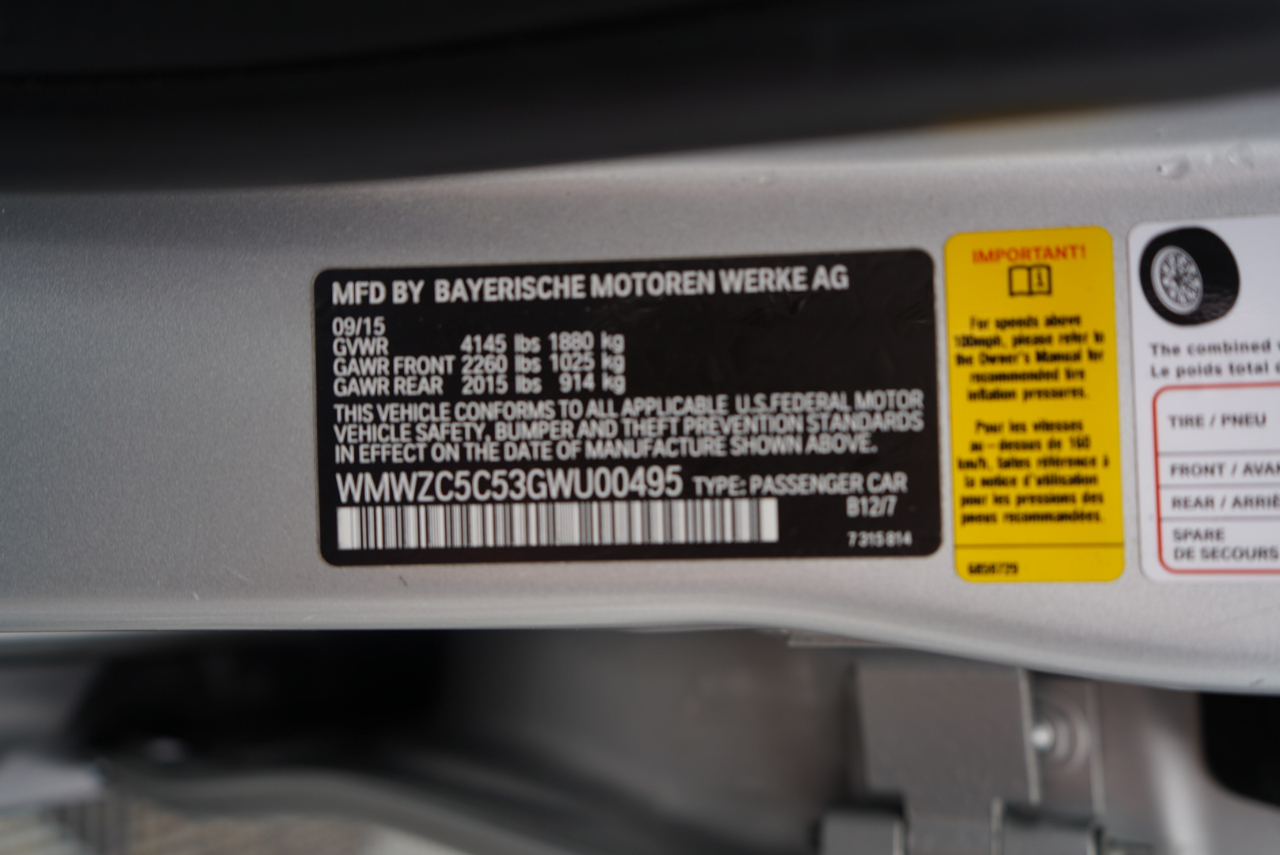 MFD BY BAYERISCHE MOTOREN WERKE AG
09/15
GVWR 4145 lbs 1880 kg
GAWR FRONT 2260 lbs 1025 kg
GAWR REAR 2015 lbs 914 kg
THIS VEHICLE CONFORMS TO ALL APPLICABLE U.S.FEDERAL MOTOR
VEHICLE SAFETY, BUMPER AND THEFT PREVENTION STANDARDS
IN EFFECT ON THE DATE OF MANUFACTURE SHOWN ABOVE.
WMWZC5C53GWU00495 TYPE: PASSENGER CAR
B12/7
7 315 814
IMPORTANT!
For speeds above
100mph, please refer to
the Owner's Manual for
recommended tire
inflation pressures.
Pour les vitesses
au-dessus de 160
km/h, faites référence à
la notice d'utilisation
pour les pressions des
pneus recommandées.
The combined
Le poids total
TIRE / PNEU
FRONT / AVAN
REAR / ARRIÈ
SPARE
DE SECOURS